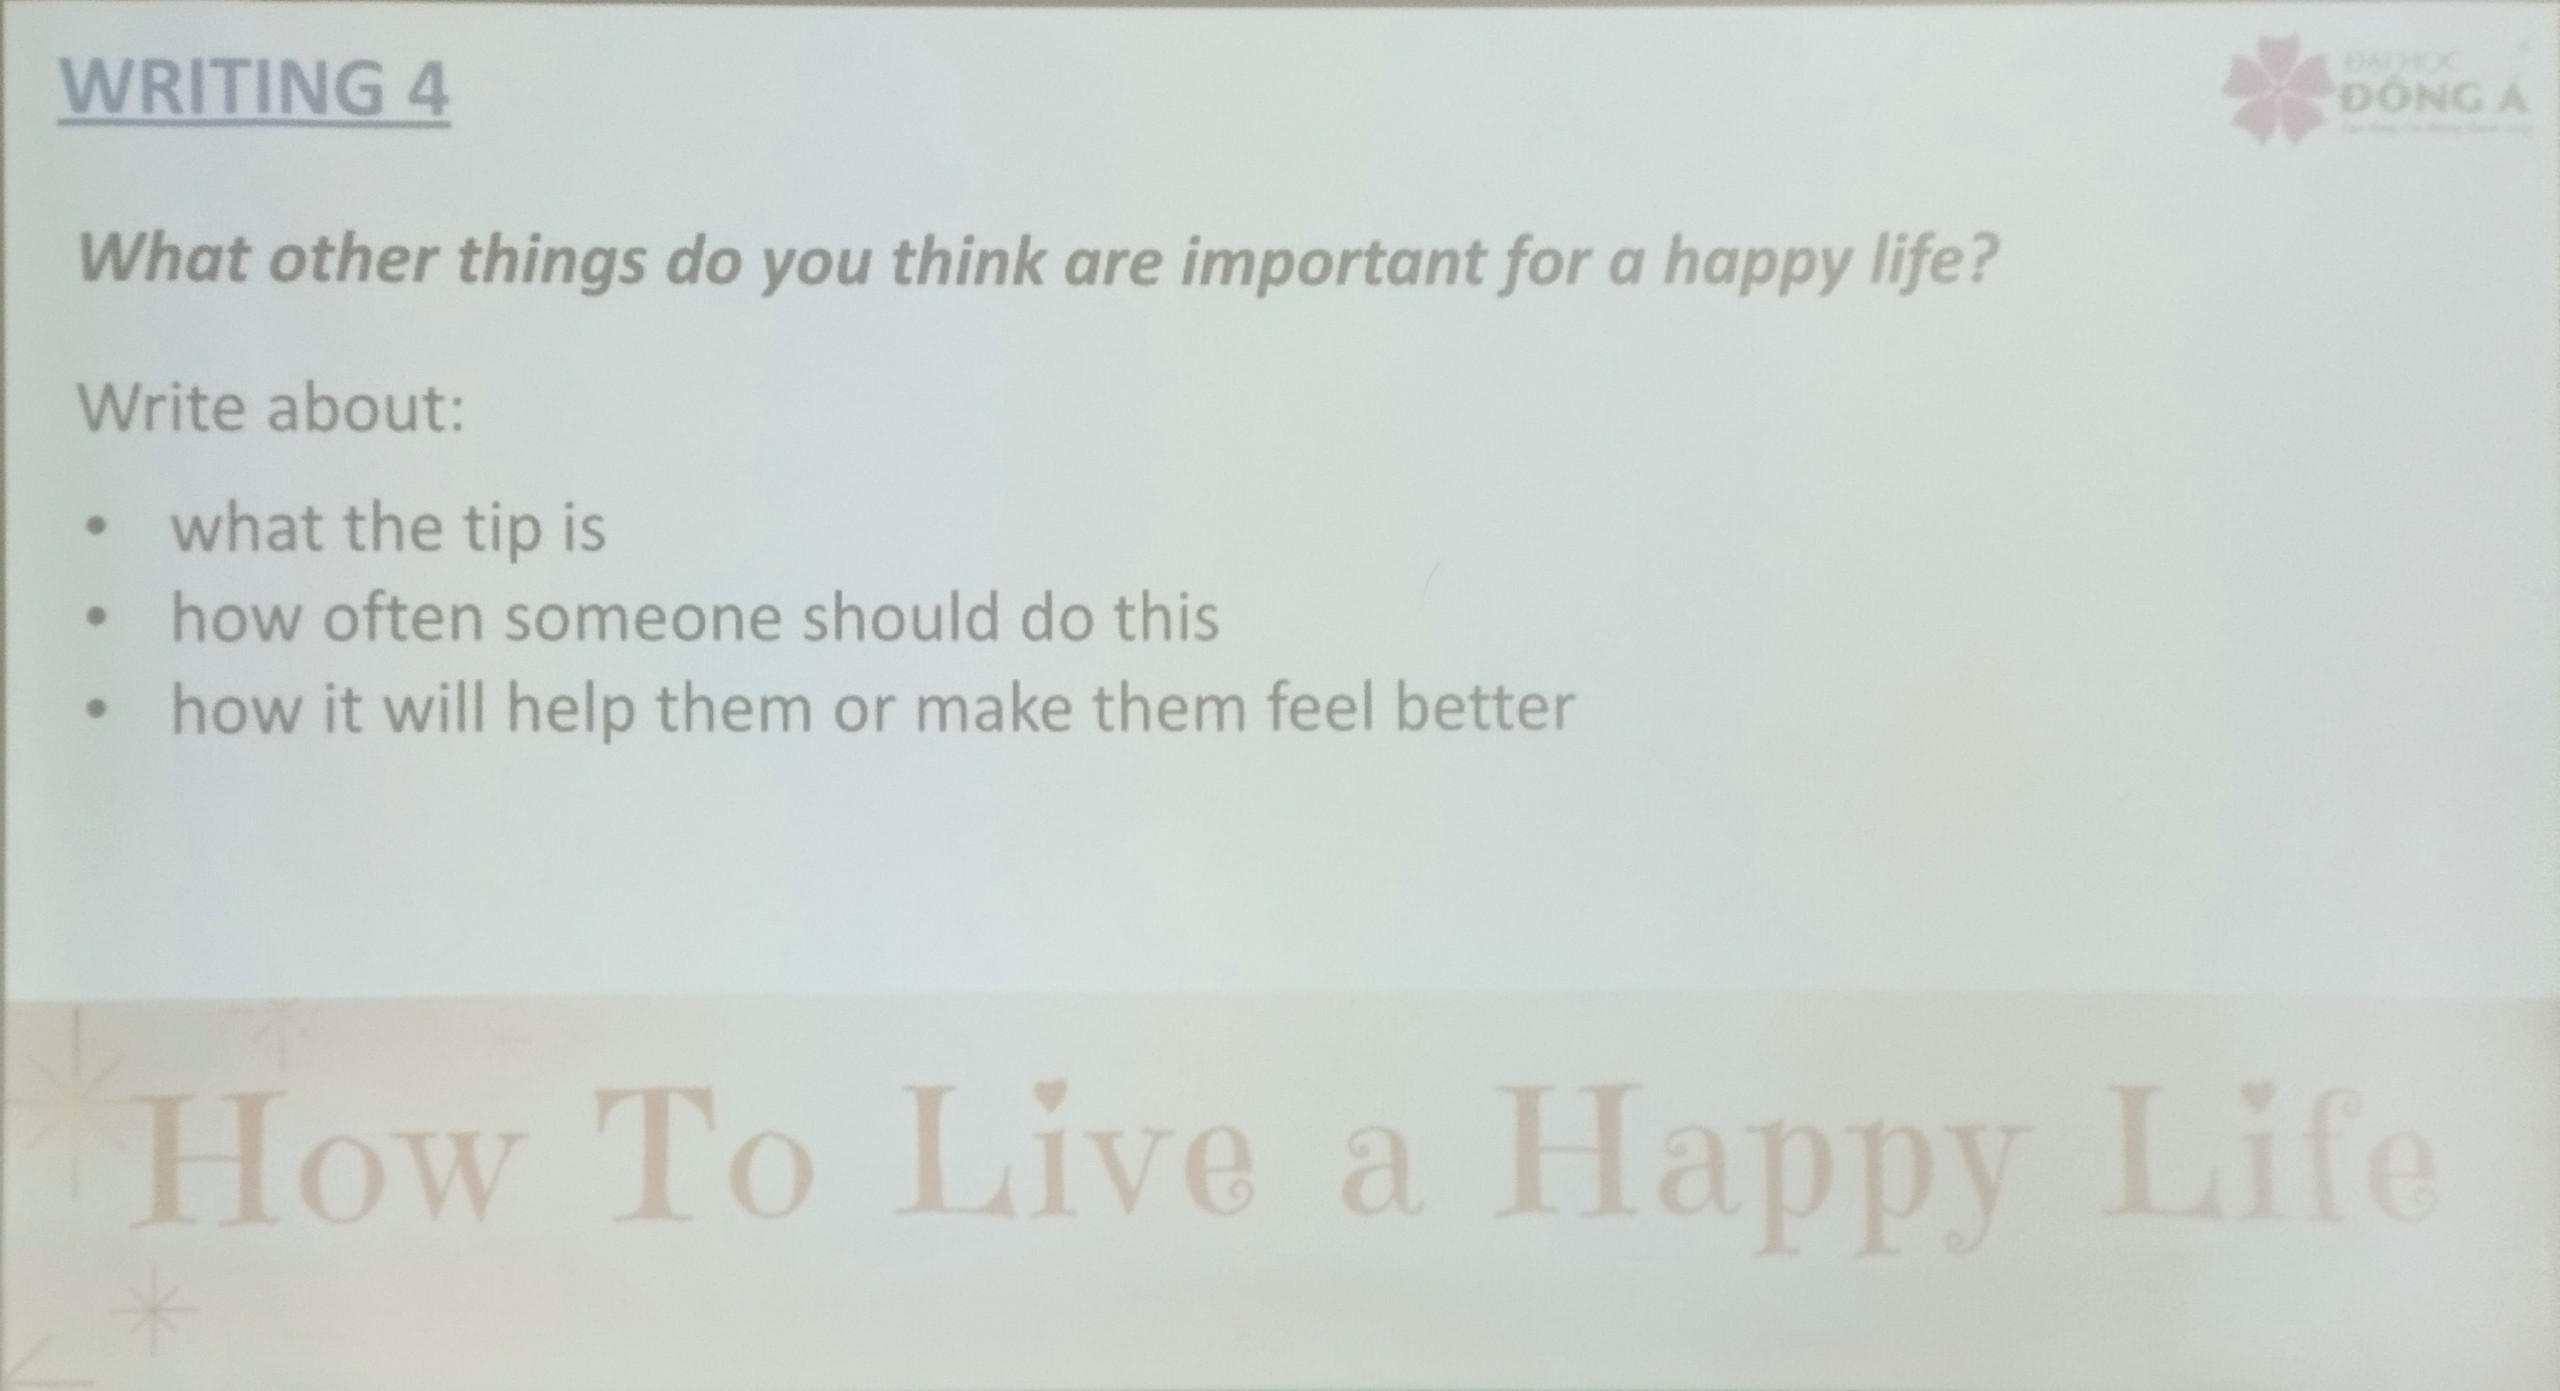 WRITING 4
ĐẠI HỌC
ĐÔNG Á
What other things do you think are important for a happy life?
Write about:
• what the tip is
• how often someone should do this
• how it will help them or make them feel better
How To Live a Happy Life